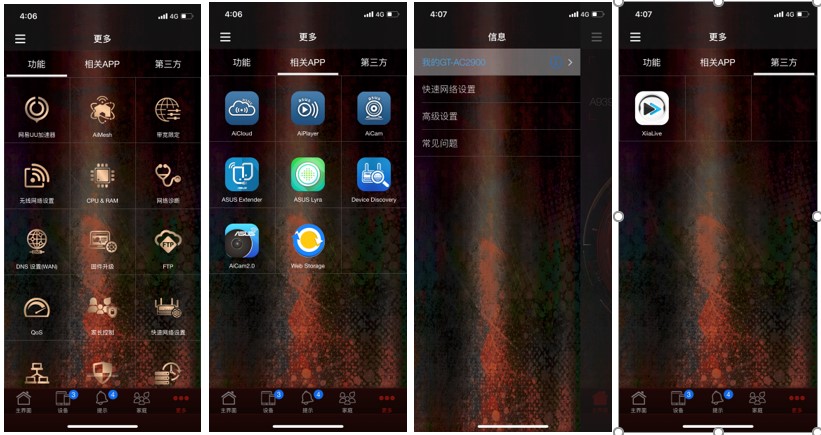 4:06
4G
更多
功能
相关APP
第三方
网易UU加速器
AiMesh
带宽限定
无线网络设置
CPU & RAM
网络诊断
DNS 设置(WAN)
固件升级
FTP
FTP
QoS
家长控制
快速网络设置
3
4
主界面
设备
提示
家庭
更多
4:06
4G
更多
功能
相关APP
第三方
AiCloud
AiPlayer
AiCam
ASUS Extender
ASUS Lyra
Device Discovery
ASUS
AiCam2.0
Web Storage
3
4
主界面
设备
提示
家庭
更多
4:07
4G
信息
我的GT-AC2900
快速网络设置
高级设置
常见问题
4:07
4G
更多
功能
相关APP
第三方
XiiaLive
3
4
主界面
设备
提示
家庭
更多